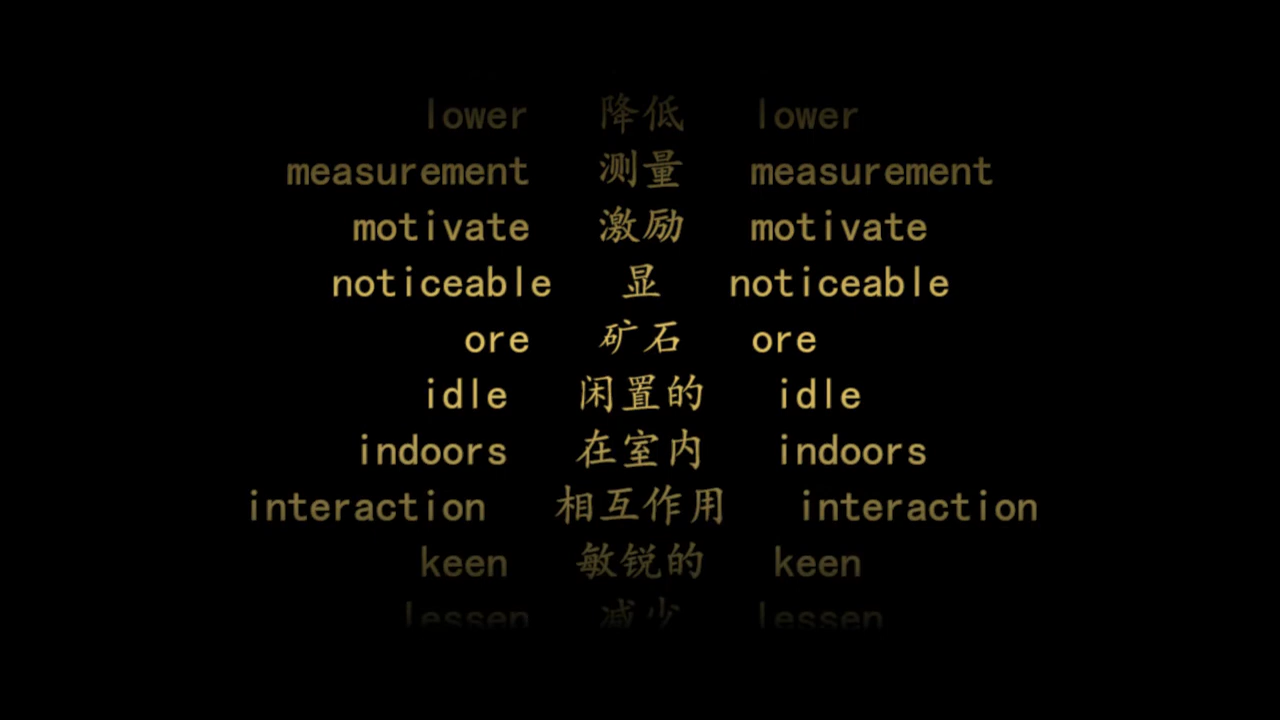 lower 降低 lower
measurement 测量 measurement
motivate 激励 motivate
noticeable 显 noticeable
ore 矿石 ore
idle 闲置的 idle
indoors 在室内 indoors
interaction 相互作用 interaction
keen 敏锐的 keen
lessen 减少 lessen